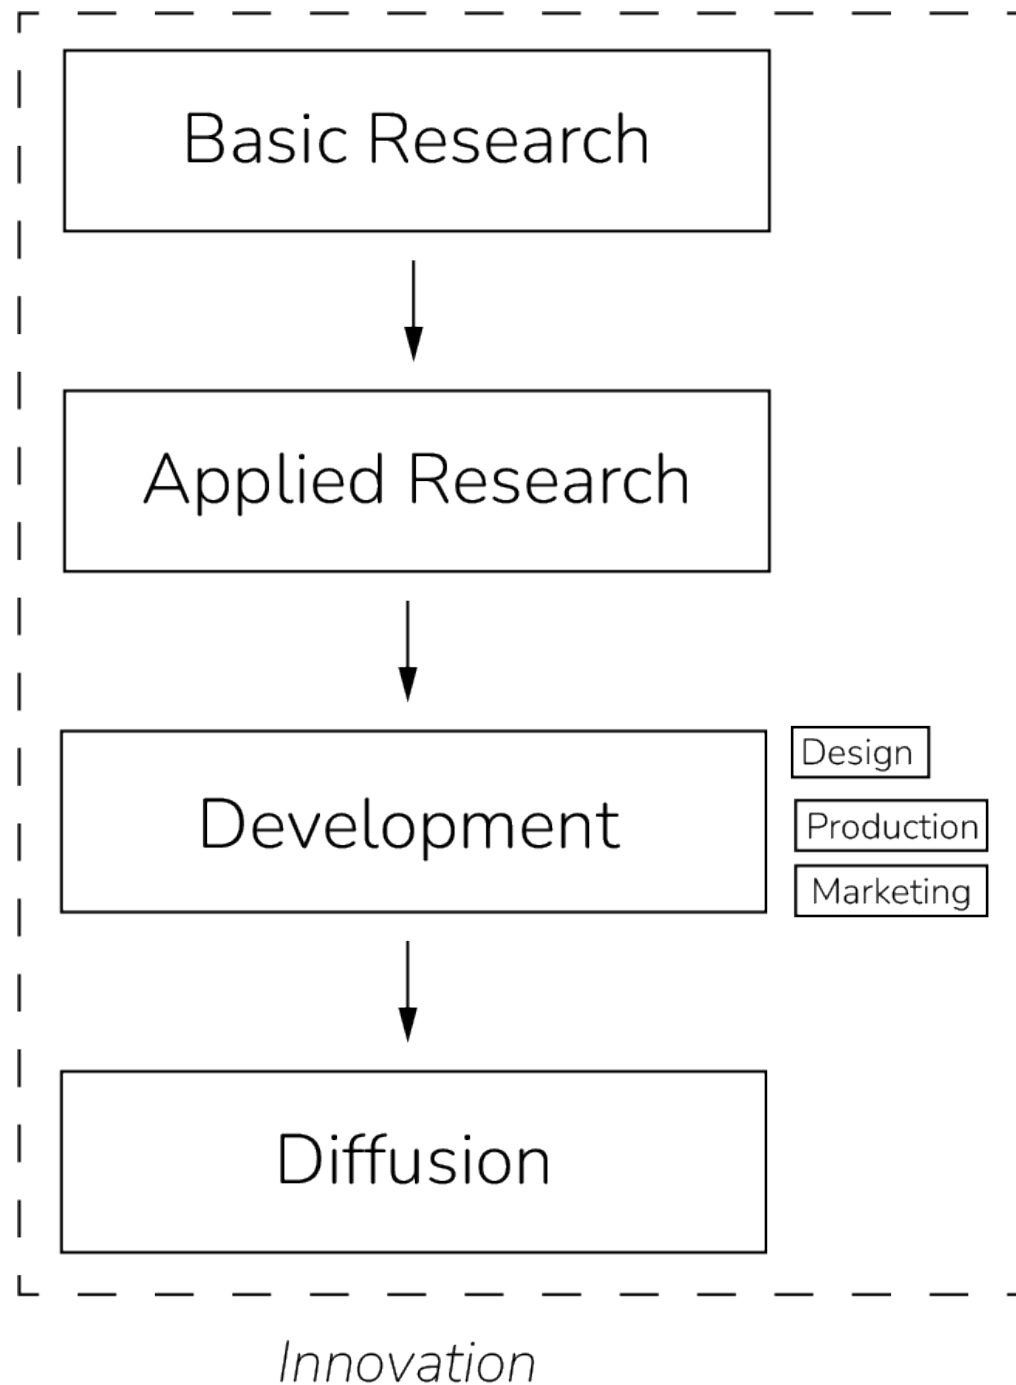 Basic Research
Applied Research
Development
Design
Production
Marketing
Diffusion
Innovation